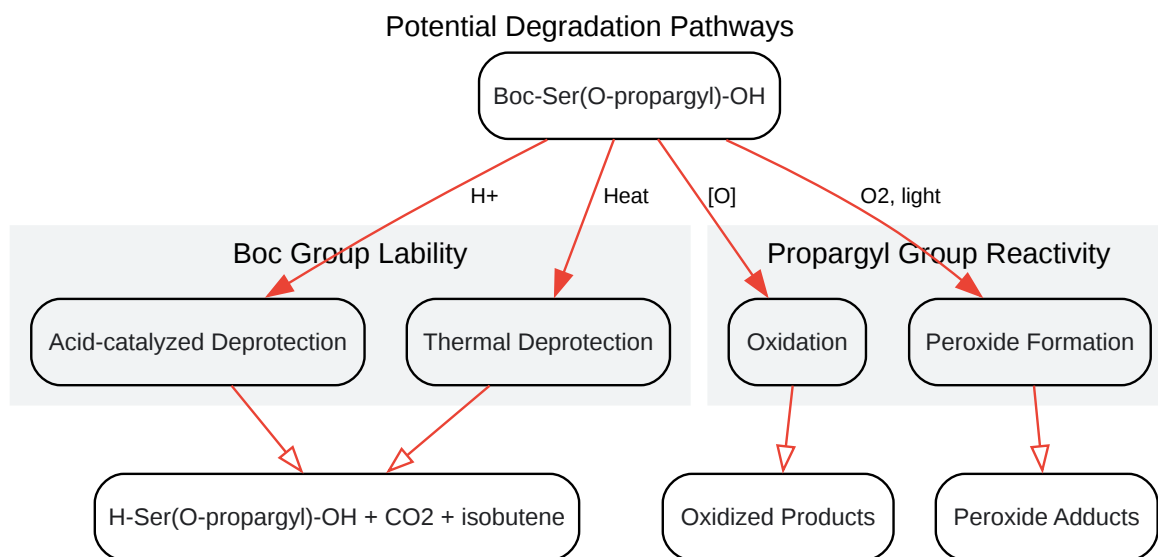 Potential Degradation Pathways
Boc-Ser(O-propargyl)-OH
H+
Heat
[O]
O2, light
Boc Group Lability
Propargyl Group Reactivity
Acid-catalyzed Deprotection
Thermal Deprotection
Oxidation
Peroxide Formation
H-Ser(O-propargyl)-OH + CO2 + isobutene
Oxidized Products
Peroxide Adducts